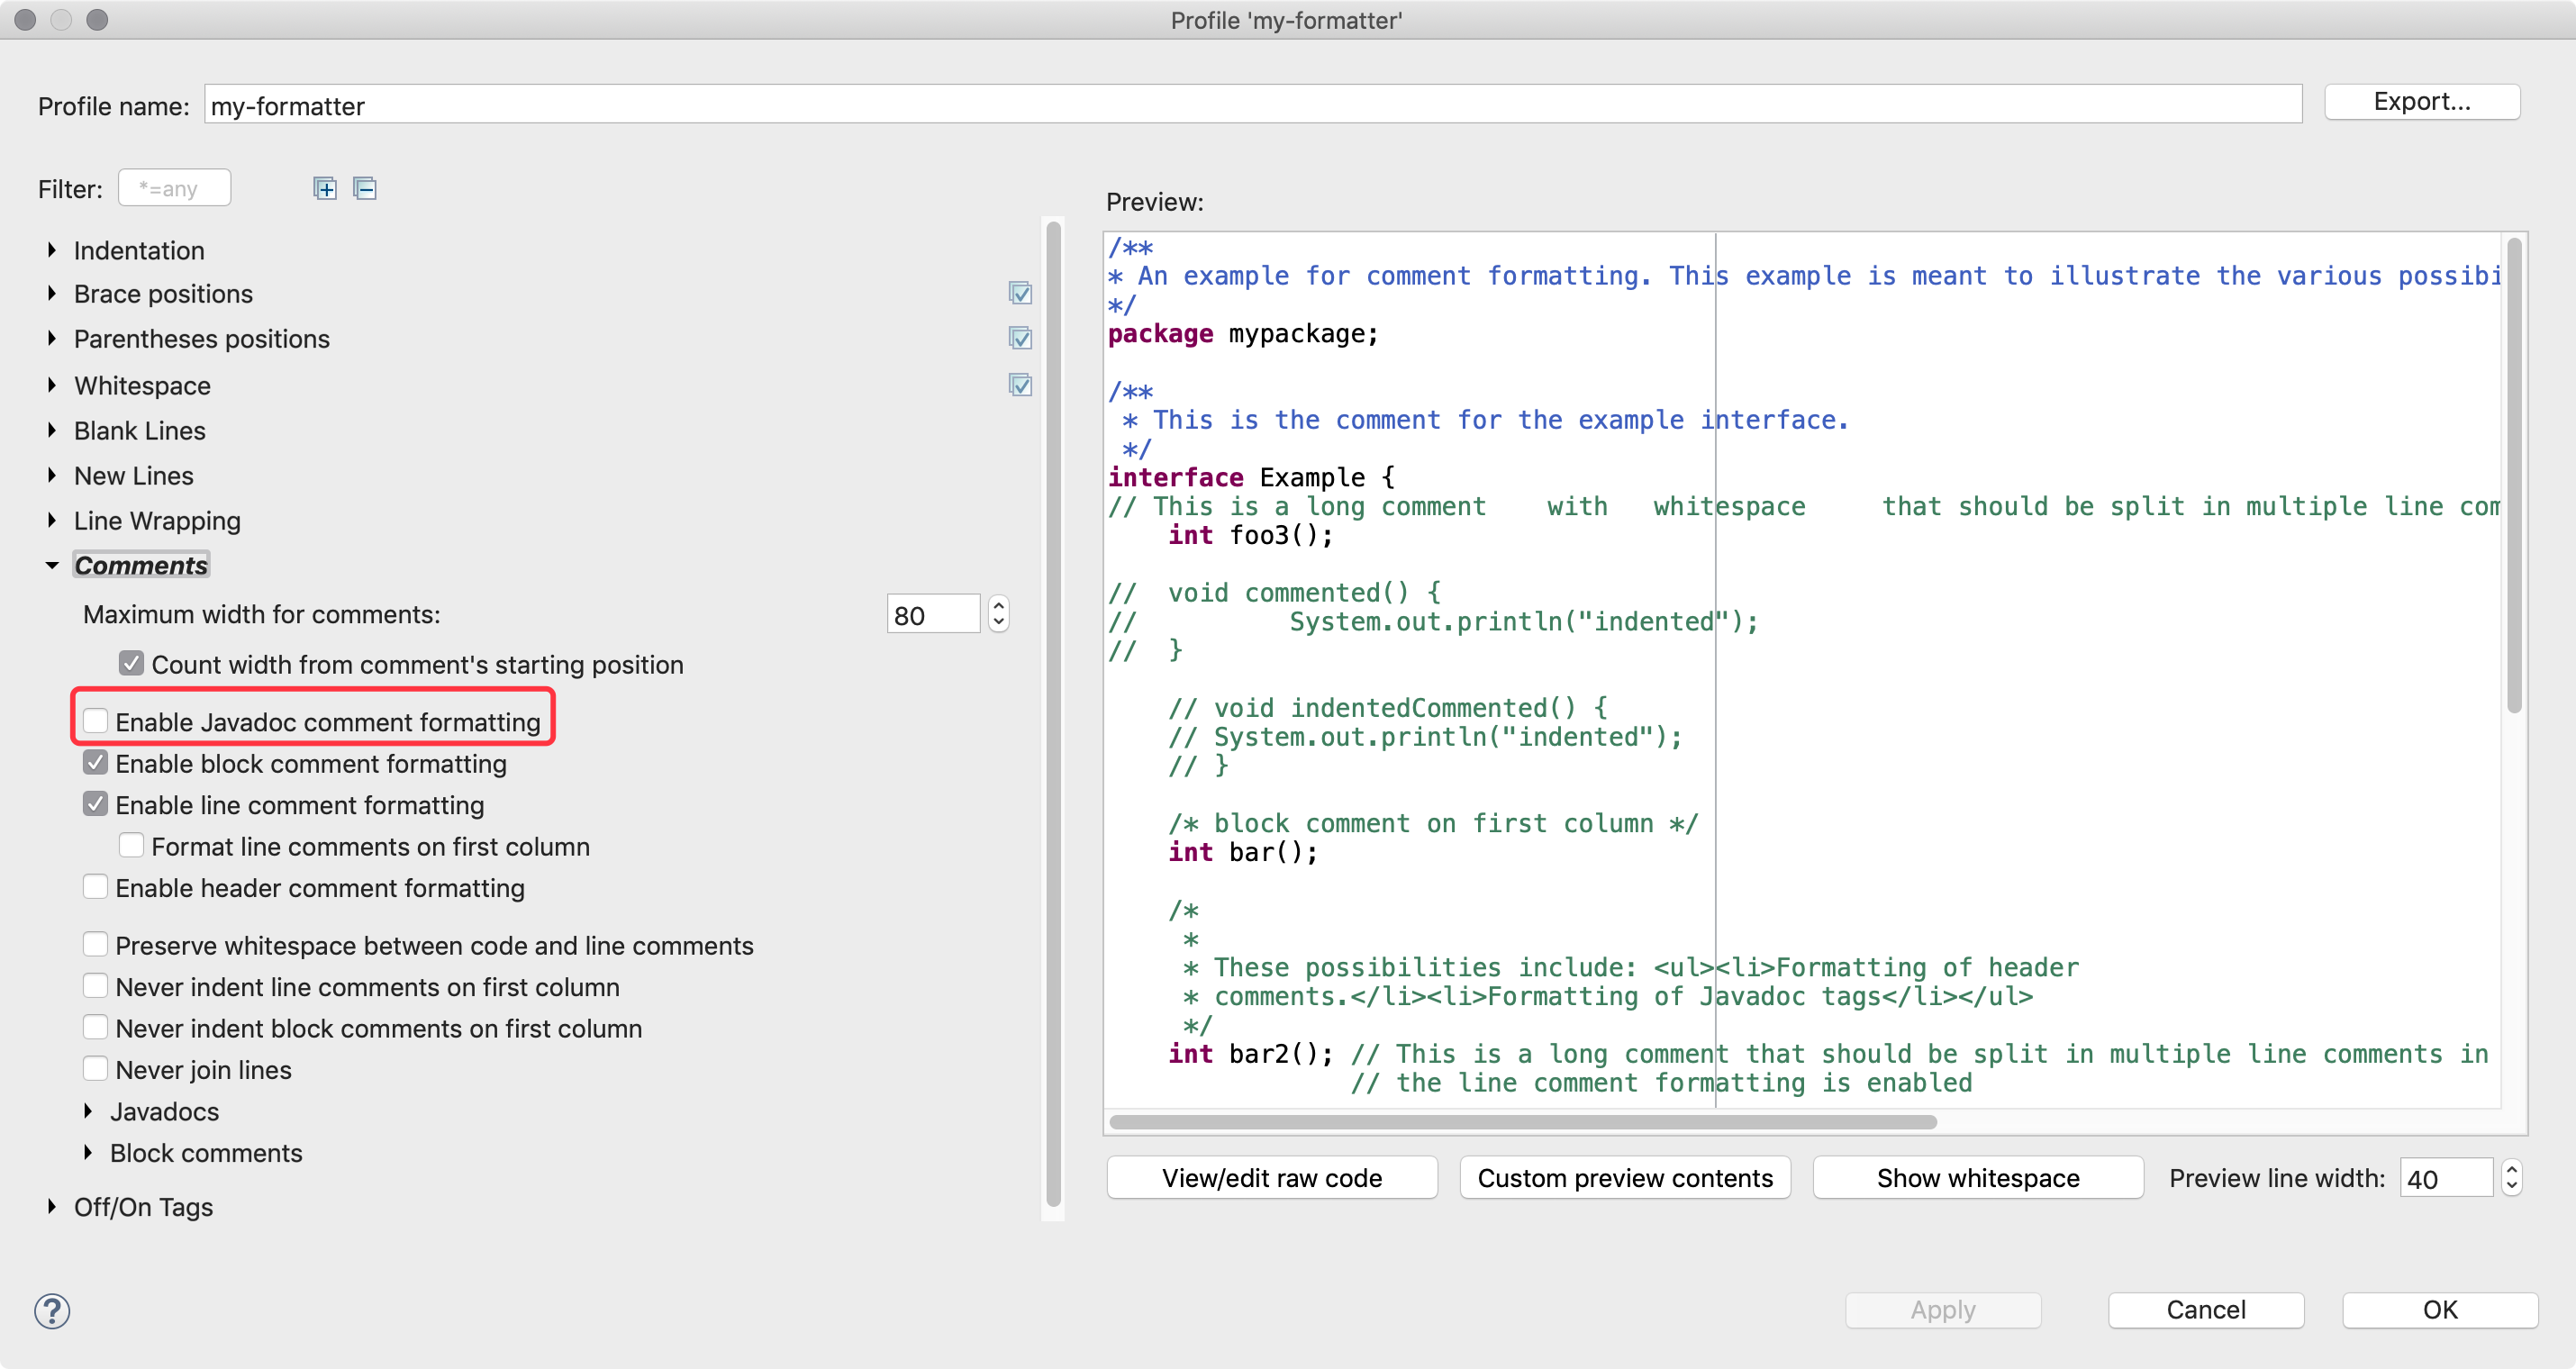 Profile 'my-formatter'
Profile name: my-formatter Export...
Filter: *=any
Indentation
Brace positions
Parentheses positions
Whitespace
Blank Lines
New Lines
Line Wrapping
Comments
Maximum width for comments: 80
Count width from comment's starting position
Enable Javadoc comment formatting
Enable block comment formatting
Enable line comment formatting
Format line comments on first column
Enable header comment formatting
Preserve whitespace between code and line comments
Never indent line comments on first column
Never indent block comments on first column
Never join lines
Javadocs
Block comments
Off/On Tags
Preview:
/**
* An example for comment formatting. This example is meant to illustrate the various possibi
*/
package mypackage;
/**
 * This is the comment for the example interface.
 */
interface Example {
// This is a long comment    with   whitespace     that should be split in multiple line com
    int foo3();
//  void commented() {
//          System.out.println("indented");
//  }
    // void indentedCommented() {
    // System.out.println("indented");
    // }
    /* block comment on first column */
    int bar();
    /*
     *
     * These possibilities include: <ul><li>Formatting of header
     * comments.</li><li>Formatting of Javadoc tags</li></ul>
     */
    int bar2(); // This is a long comment that should be split in multiple line comments in
                // the line comment formatting is enabled
View/edit raw code Custom preview contents Show whitespace Preview line width: 40
? Apply Cancel OK